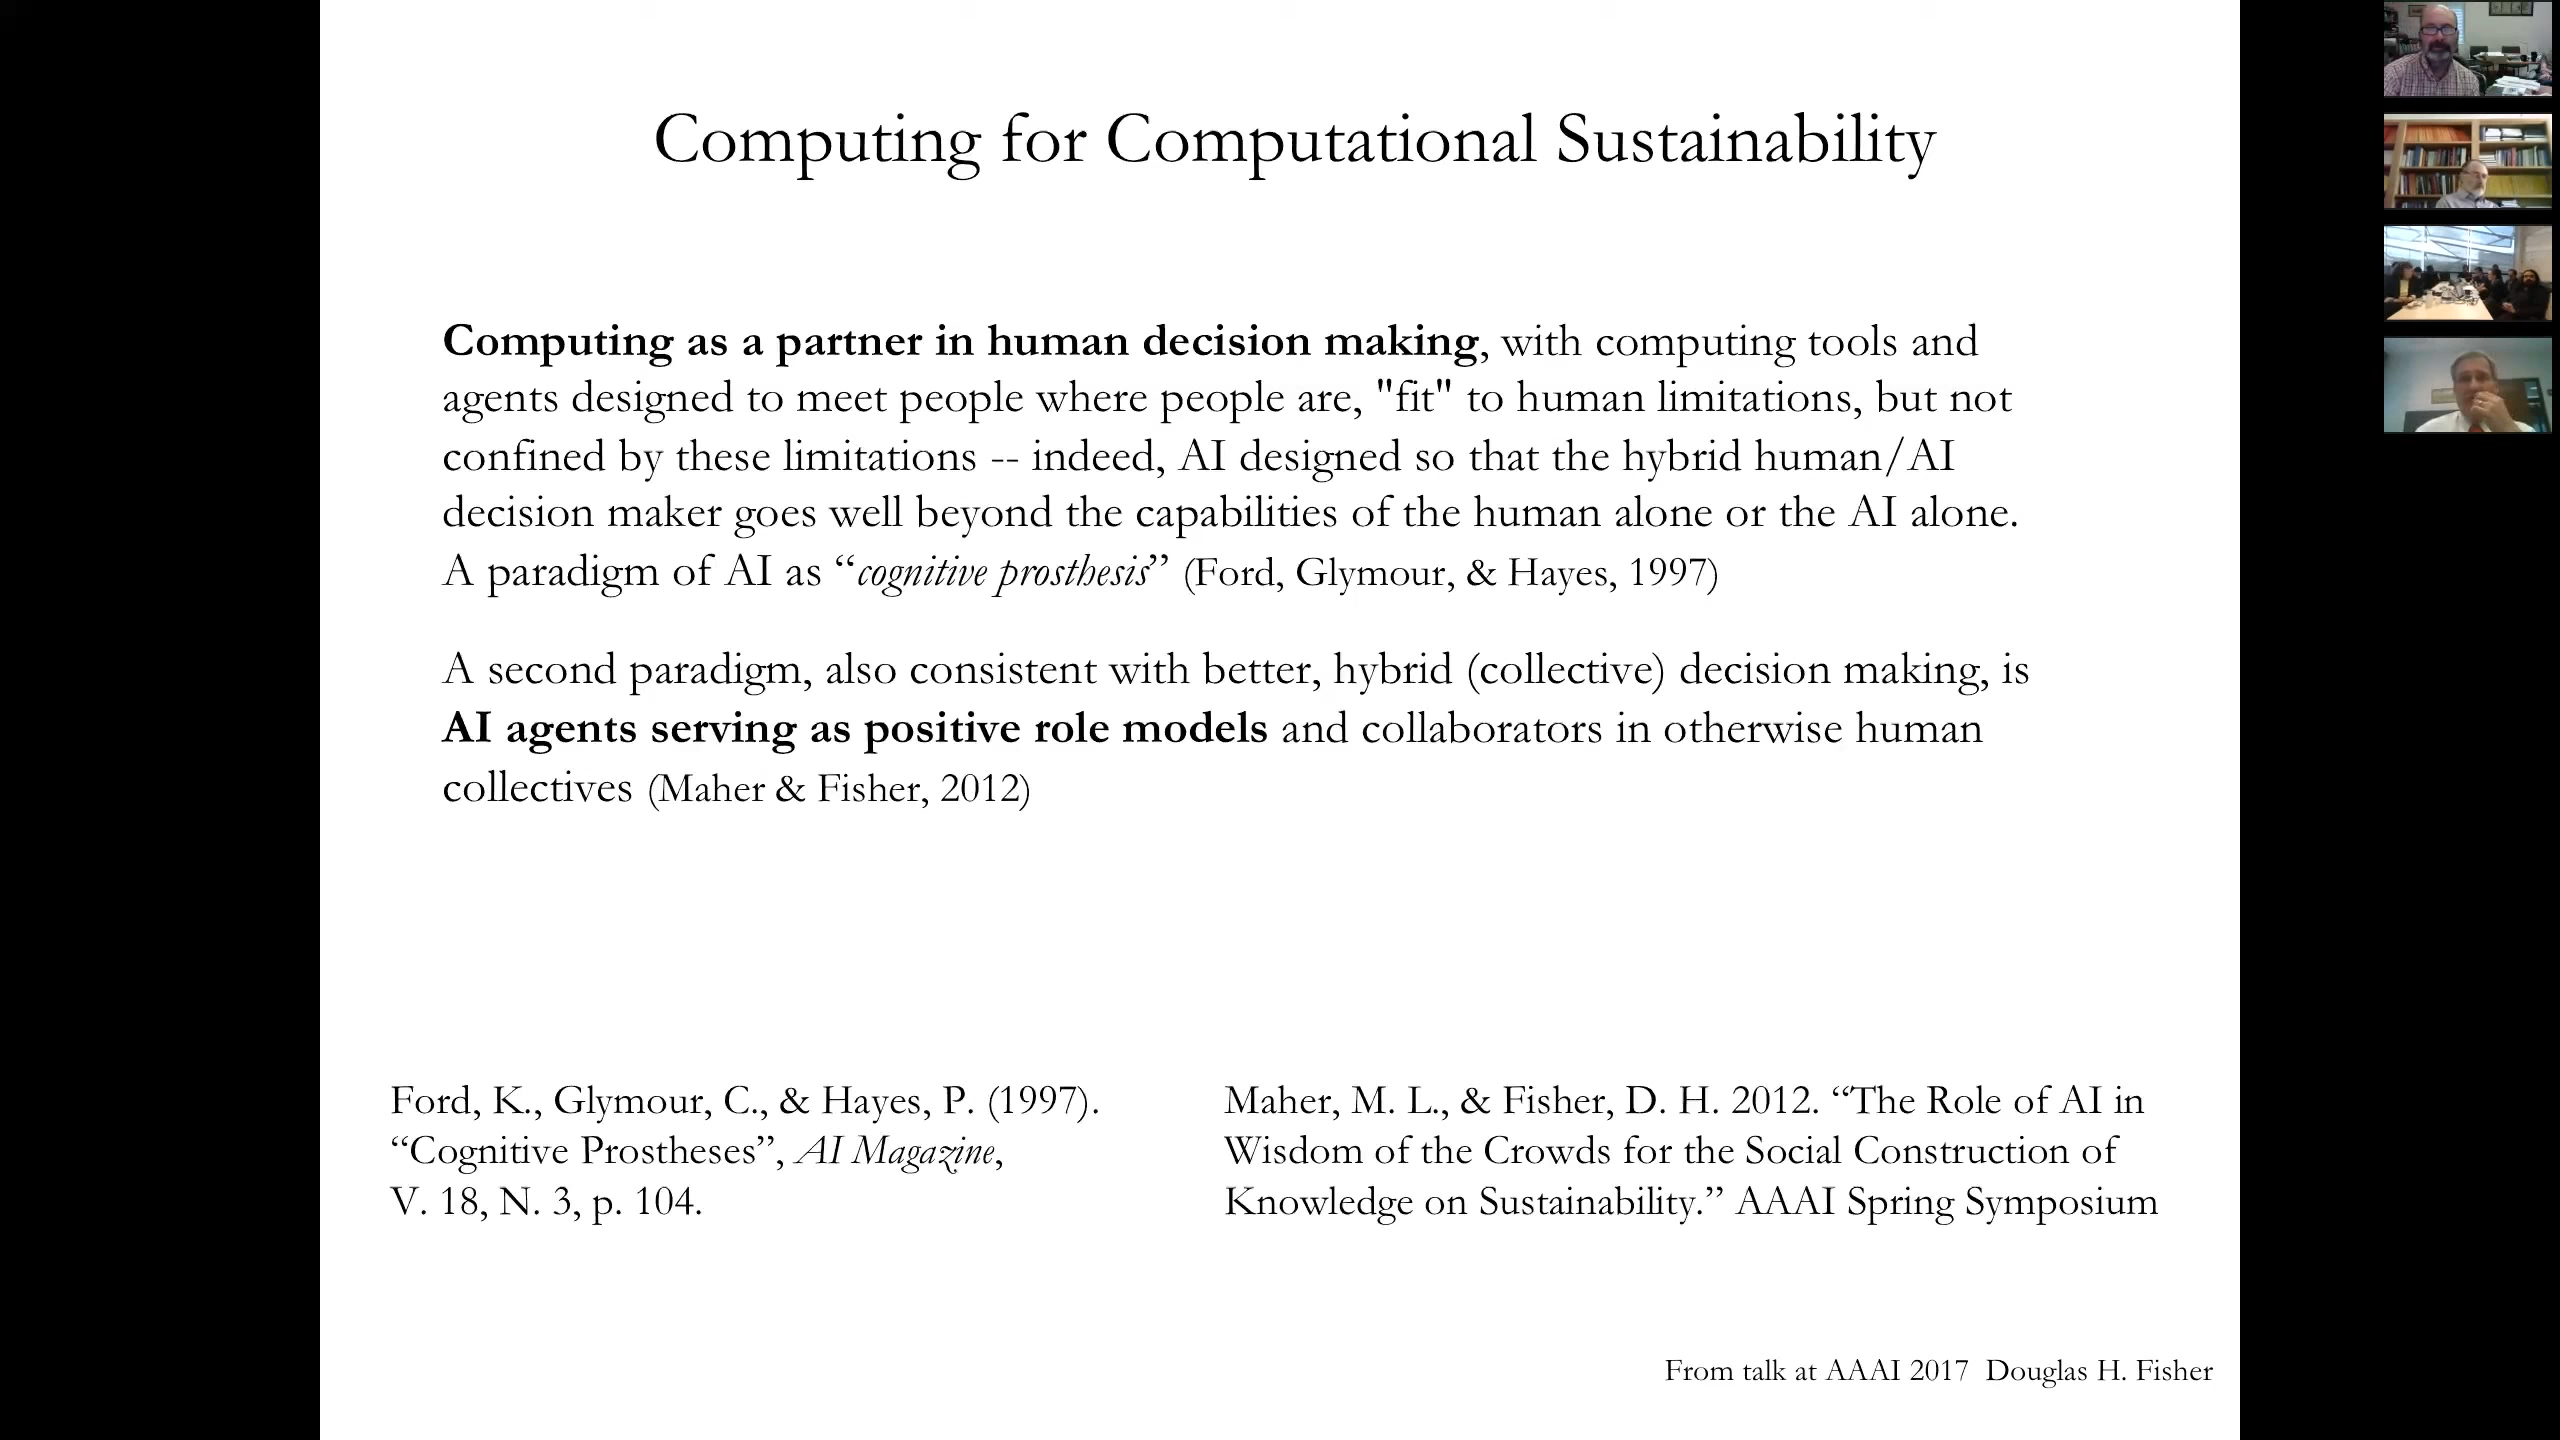 Computing for Computational Sustainability
Computing as a partner in human decision making, with computing tools and
agents designed to meet people where people are, "fit" to human limitations, but not
confined by these limitations -- indeed, AI designed so that the hybrid human/AI
decision maker goes well beyond the capabilities of the human alone or the AI alone.
A paradigm of AI as “cognitive prosthesis” (Ford, Glymour, & Hayes, 1997)
A second paradigm, also consistent with better, hybrid (collective) decision making, is
AI agents serving as positive role models and collaborators in otherwise human
collectives (Maher & Fisher, 2012)
Ford, K., Glymour, C., & Hayes, P. (1997).
“Cognitive Prostheses”, AI Magazine,
V. 18, N. 3, p. 104.
Maher, M. L., & Fisher, D. H. 2012. “The Role of AI in
Wisdom of the Crowds for the Social Construction of
Knowledge on Sustainability.” AAAI Spring Symposium
From talk at AAAI 2017  Douglas H. Fisher